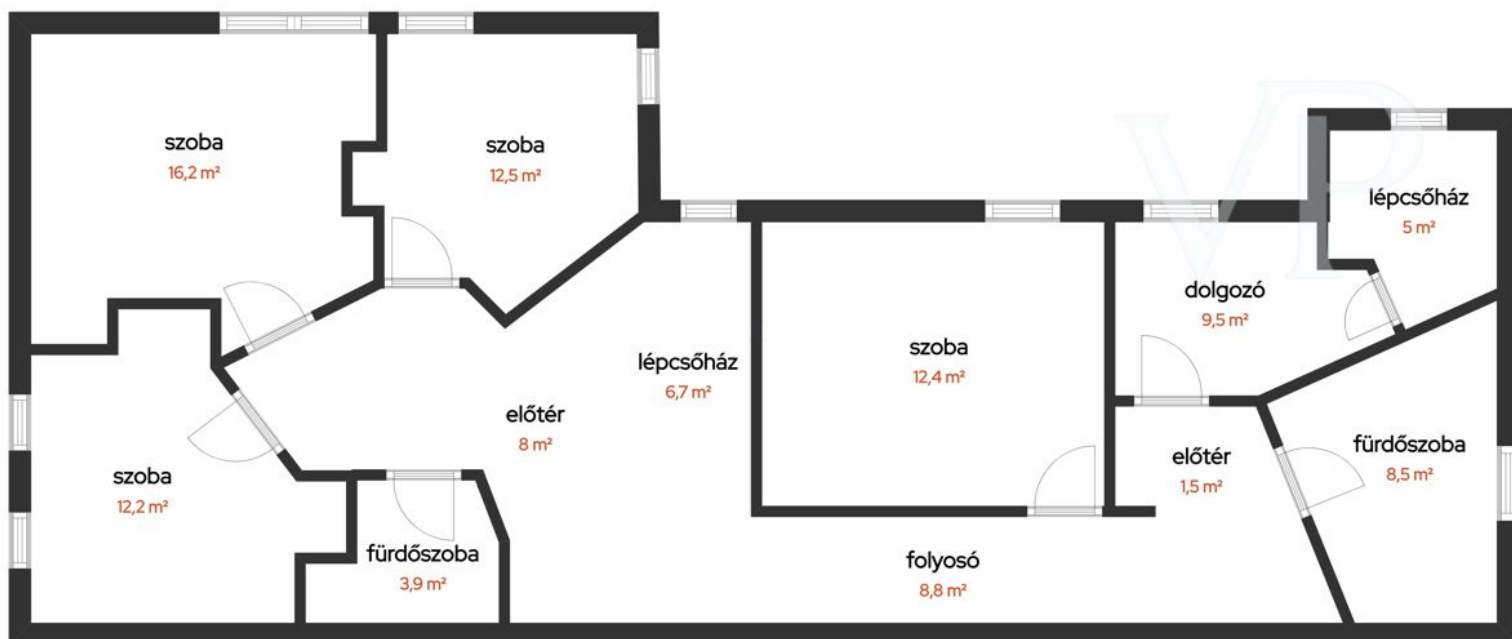 szoba
16,2 m²
szoba
12,5 m²
VP
lépcsőház
5 m²
dolgozó
9,5 m²
szoba
12,4 m²
lépcsőház
6,7 m²
előtér
8 m²
szoba
12,2 m²
fürdőszoba
3,9 m²
előtér
1,5 m²
fürdőszoba
8,5 m²
folyosó
8,8 m²